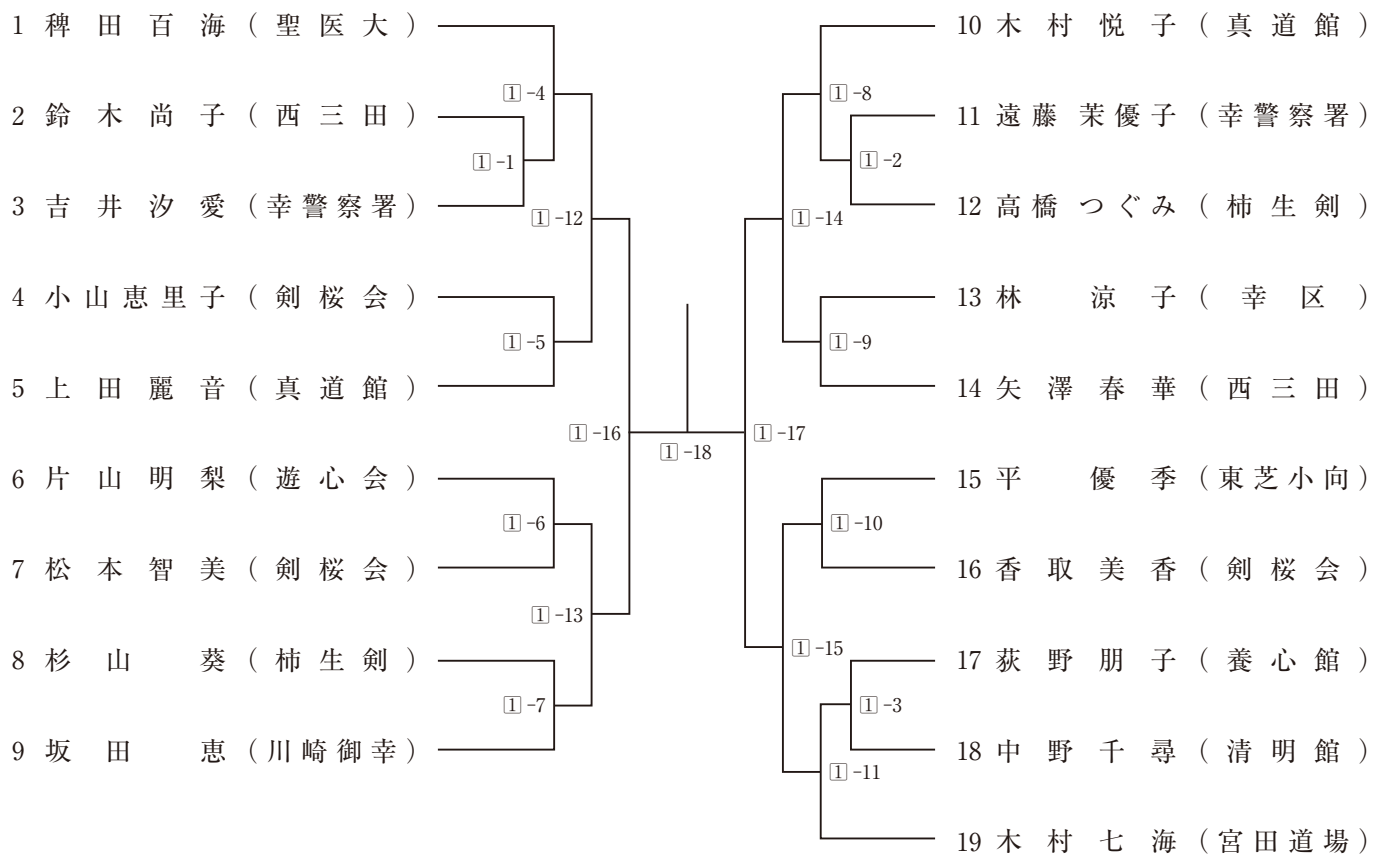 1 稗田百海(聖医大)
2 鈴木尚子(西三田)
3 吉井汐愛(幸警察署)
4 小山恵里子(剣桜会)
5 上田麗音(真道館)
6 片山明梨(遊心会)
7 松本智美(剣桜会)
8 杉山葵(柿生剣)
9 坂田恵(川崎御幸)
1-4
1-1
1-12
1-5
1-16
1-6
1-13
1-7
1-18
1-8
1-2
1-14
1-9
1-17
1-10
1-15
1-3
1-11
10 木村悦子(真道館)
11 遠藤茉優子(幸警察署)
12 高橋つぐみ(柿生剣)
13 林涼子(幸区)
14 矢澤春華(西三田)
15 平優季(東芝小向)
16 香取美香(剣桜会)
17 荻野朋子(養心館)
18 中野千尋(清明館)
19 木村七海(宮田道場)